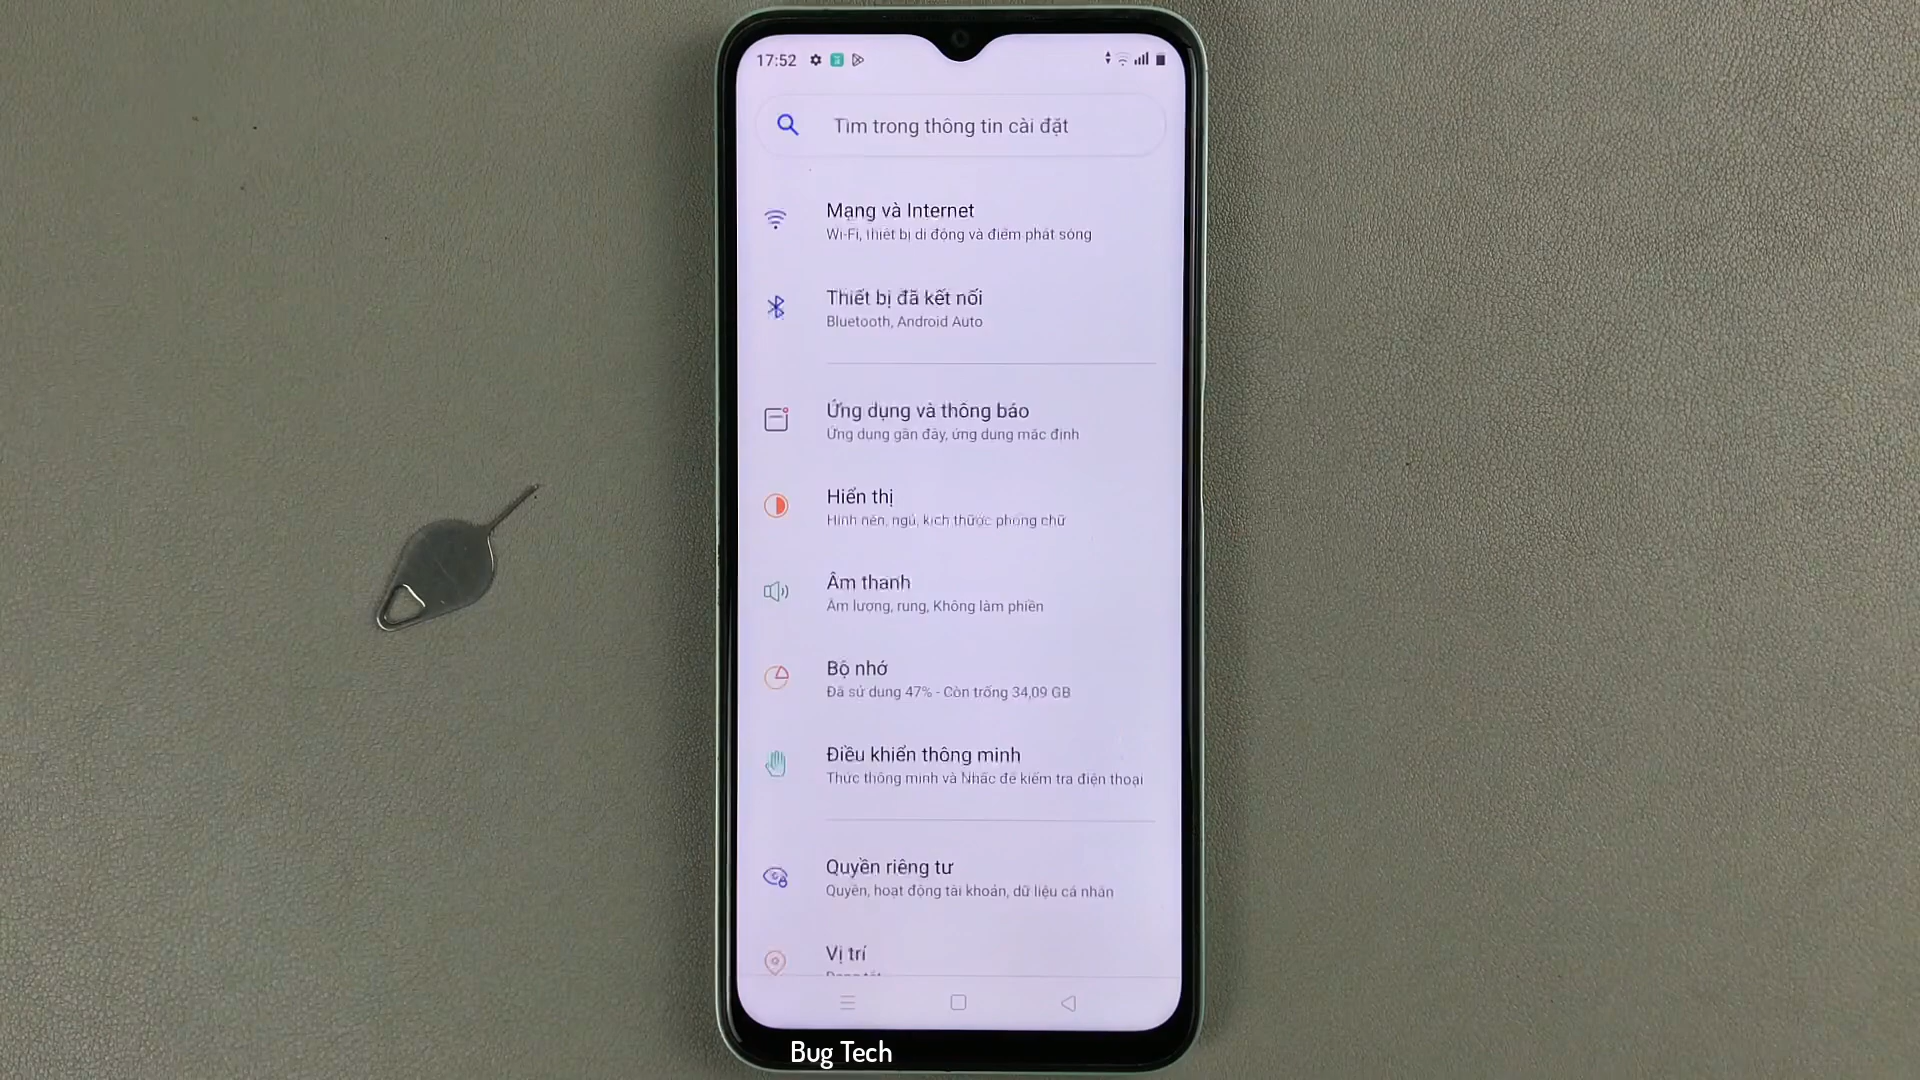 17:52
Tìm trong thông tin cài đặt
Mạng và Internet
Wi-Fi, thiết bị di động và điểm phát sóng
Thiết bị đã kết nối
Bluetooth, Android Auto
Ứng dụng và thông báo
Ứng dụng gần đây, ứng dụng mặc định
Hiển thị
Hình nền, ngủ, kích thước phông chữ
Âm thanh
Âm lượng, rung, Không làm phiền
Bộ nhớ
Đã sử dụng 47% - Còn trống 34,09 GB
Điều khiển thông minh
Thức thông minh và Nhấc để kiểm tra điện thoại
Quyền riêng tư
Quyền, hoạt động tài khoản, dữ liệu cá nhân
Vị trí
Bug Tech